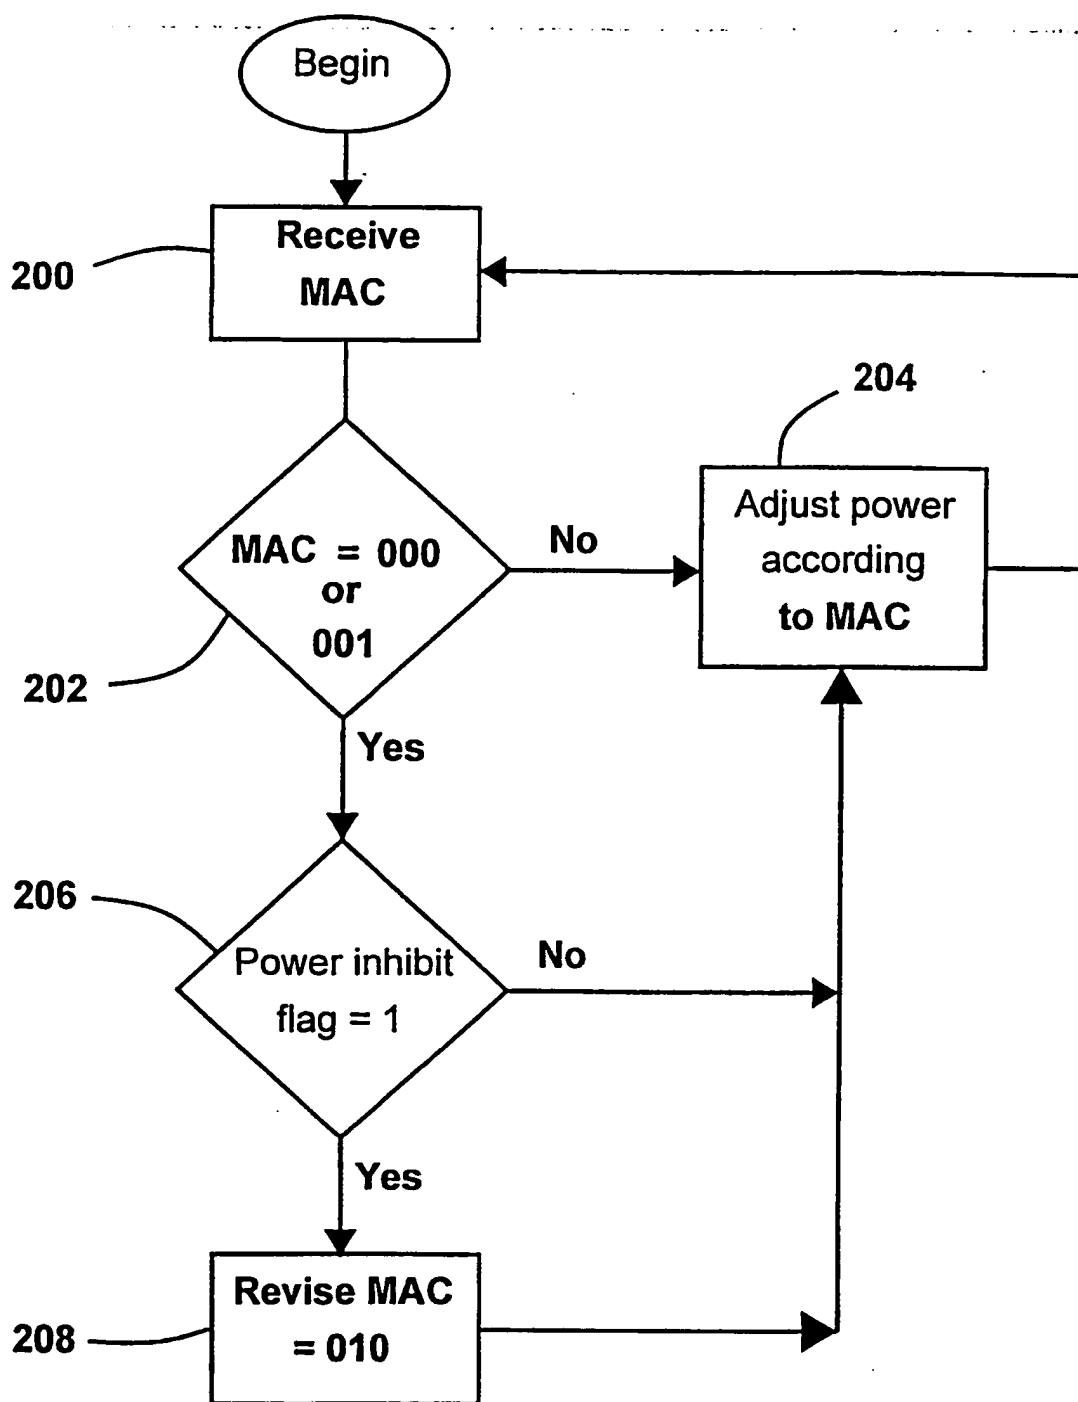 Begin
Receive
MAC
200
204
Adjust power
according
to MAC
MAC = 000
or
001
No
202
Yes
206
Power inhibit
flag = 1
No
Yes
Revise MAC
= 010
208